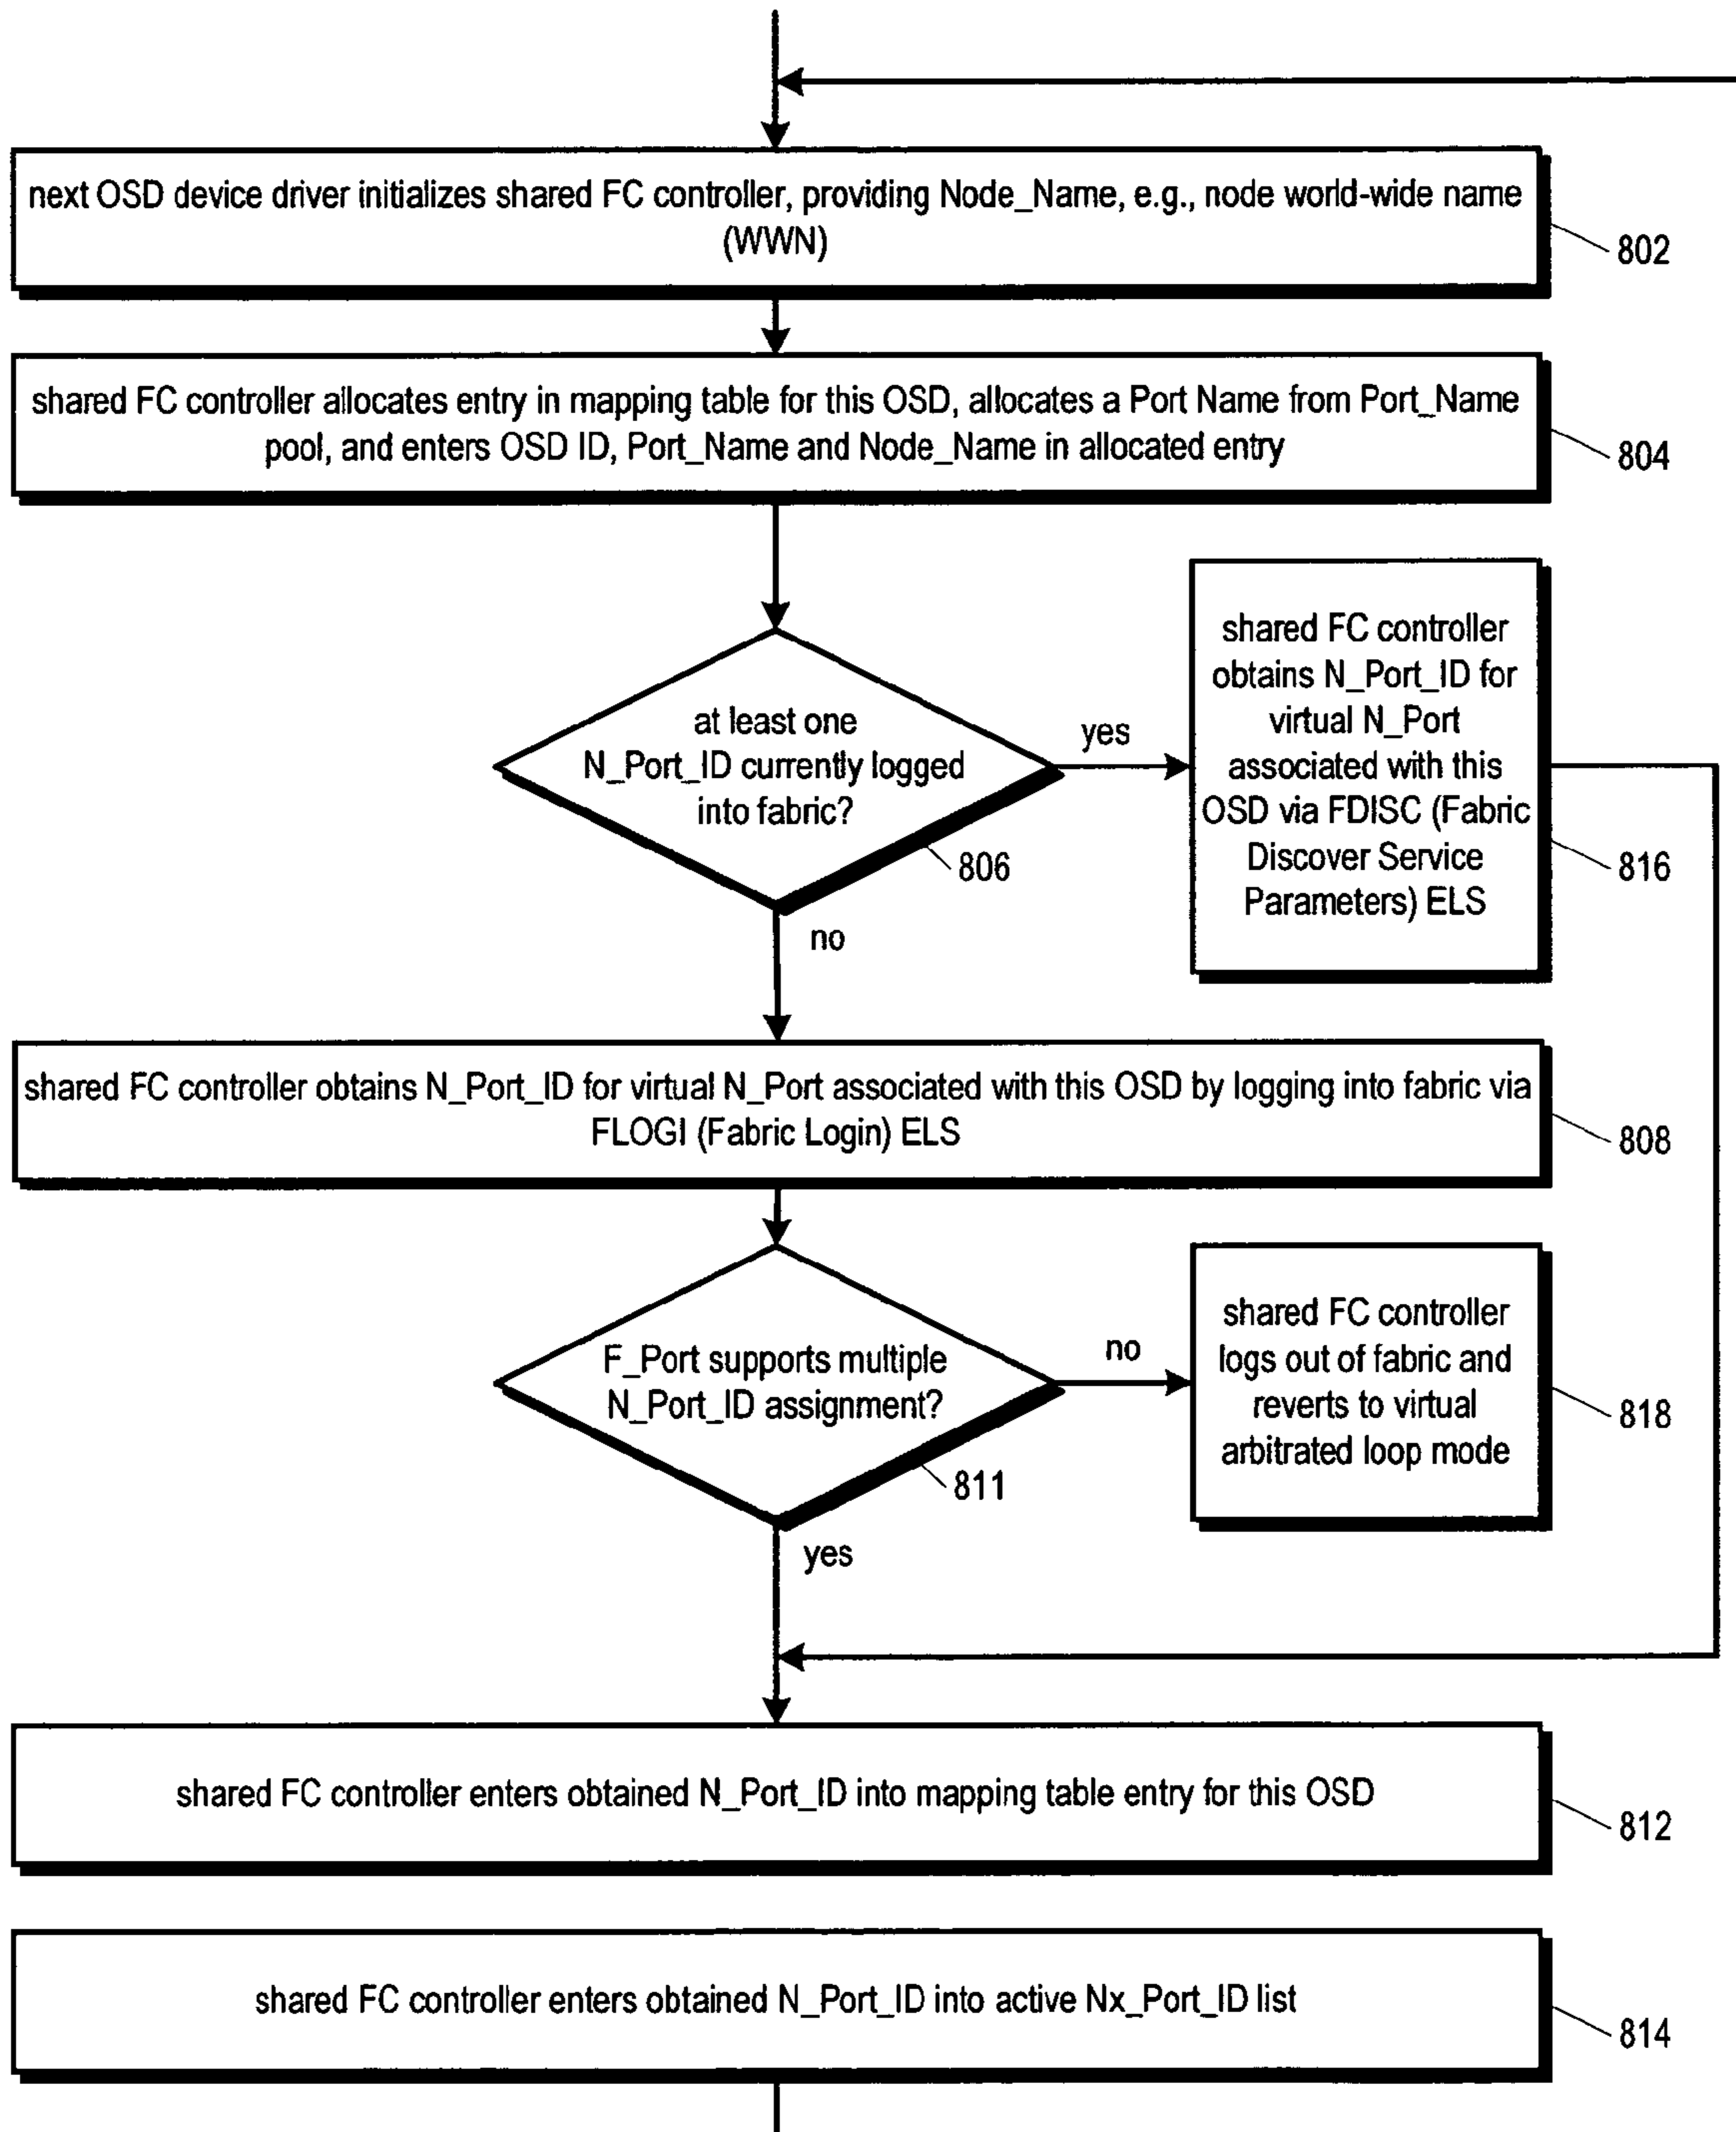 next OSD device driver initializes shared FC controller, providing Node_Name, e.g., node world-wide name
(WWN)
802
shared FC controller allocates entry in mapping table for this OSD, allocates a Port Name from Port_Name
pool, and enters OSD ID, Port_Name and Node_Name in allocated entry
804
at least one
N_Port_ID currently logged
into fabric?
806
yes
no
shared FC controller
obtains N_Port_ID for
virtual N_Port
associated with this
OSD via FDISC (Fabric
Discover Service
Parameters) ELS
816
shared FC controller obtains N_Port_ID for virtual N_Port associated with this OSD by logging into fabric via
FLOGI (Fabric Login) ELS
808
F_Port supports multiple
N_Port_ID assignment?
811
no
yes
shared FC controller
logs out of fabric and
reverts to virtual
arbitrated loop mode
818
shared FC controller enters obtained N_Port_ID into mapping table entry for this OSD
812
shared FC controller enters obtained N_Port_ID into active Nx_Port_ID list
814